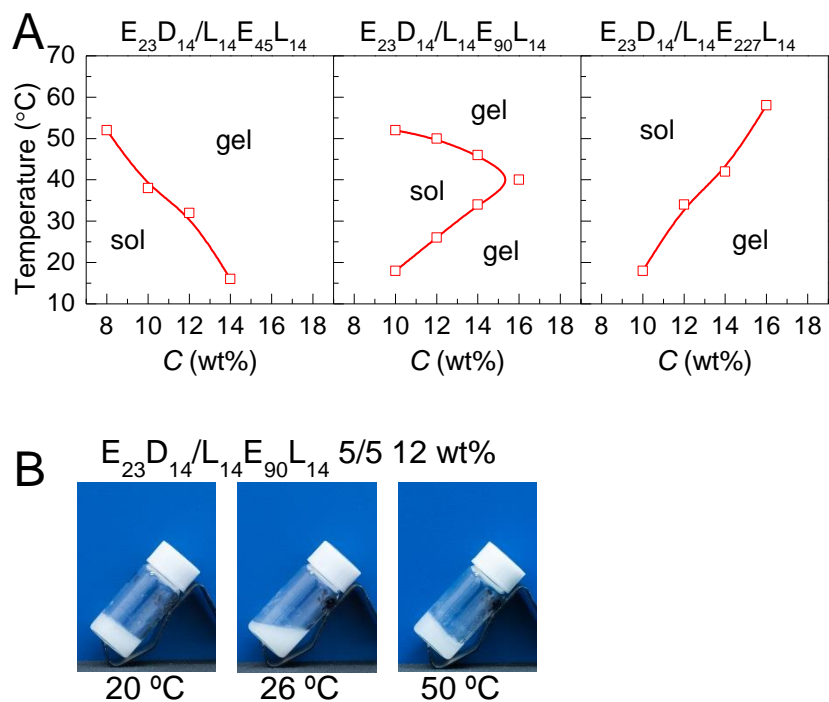 A
E₂₃D₁₄/L₁₄E₄₅L₁₄ E₂₃D₁₄/L₁₄E₉₀L₁₄ E₂₃D₁₄/L₁₄E₂₂₇L₁₄
Temperature (°C)
70
60
50
40
30
20
10
gel
sol
gel
sol
gel
sol
gel
8 10 12 14 16 18 8 10 12 14 16 18 8 10 12 14 16 18
C (wt%) C (wt%) C (wt%)
B
E₂₃D₁₄/L₁₄E₉₀L₁₄ 5/5 12 wt%
20 ºC 26 ºC 50 ºC